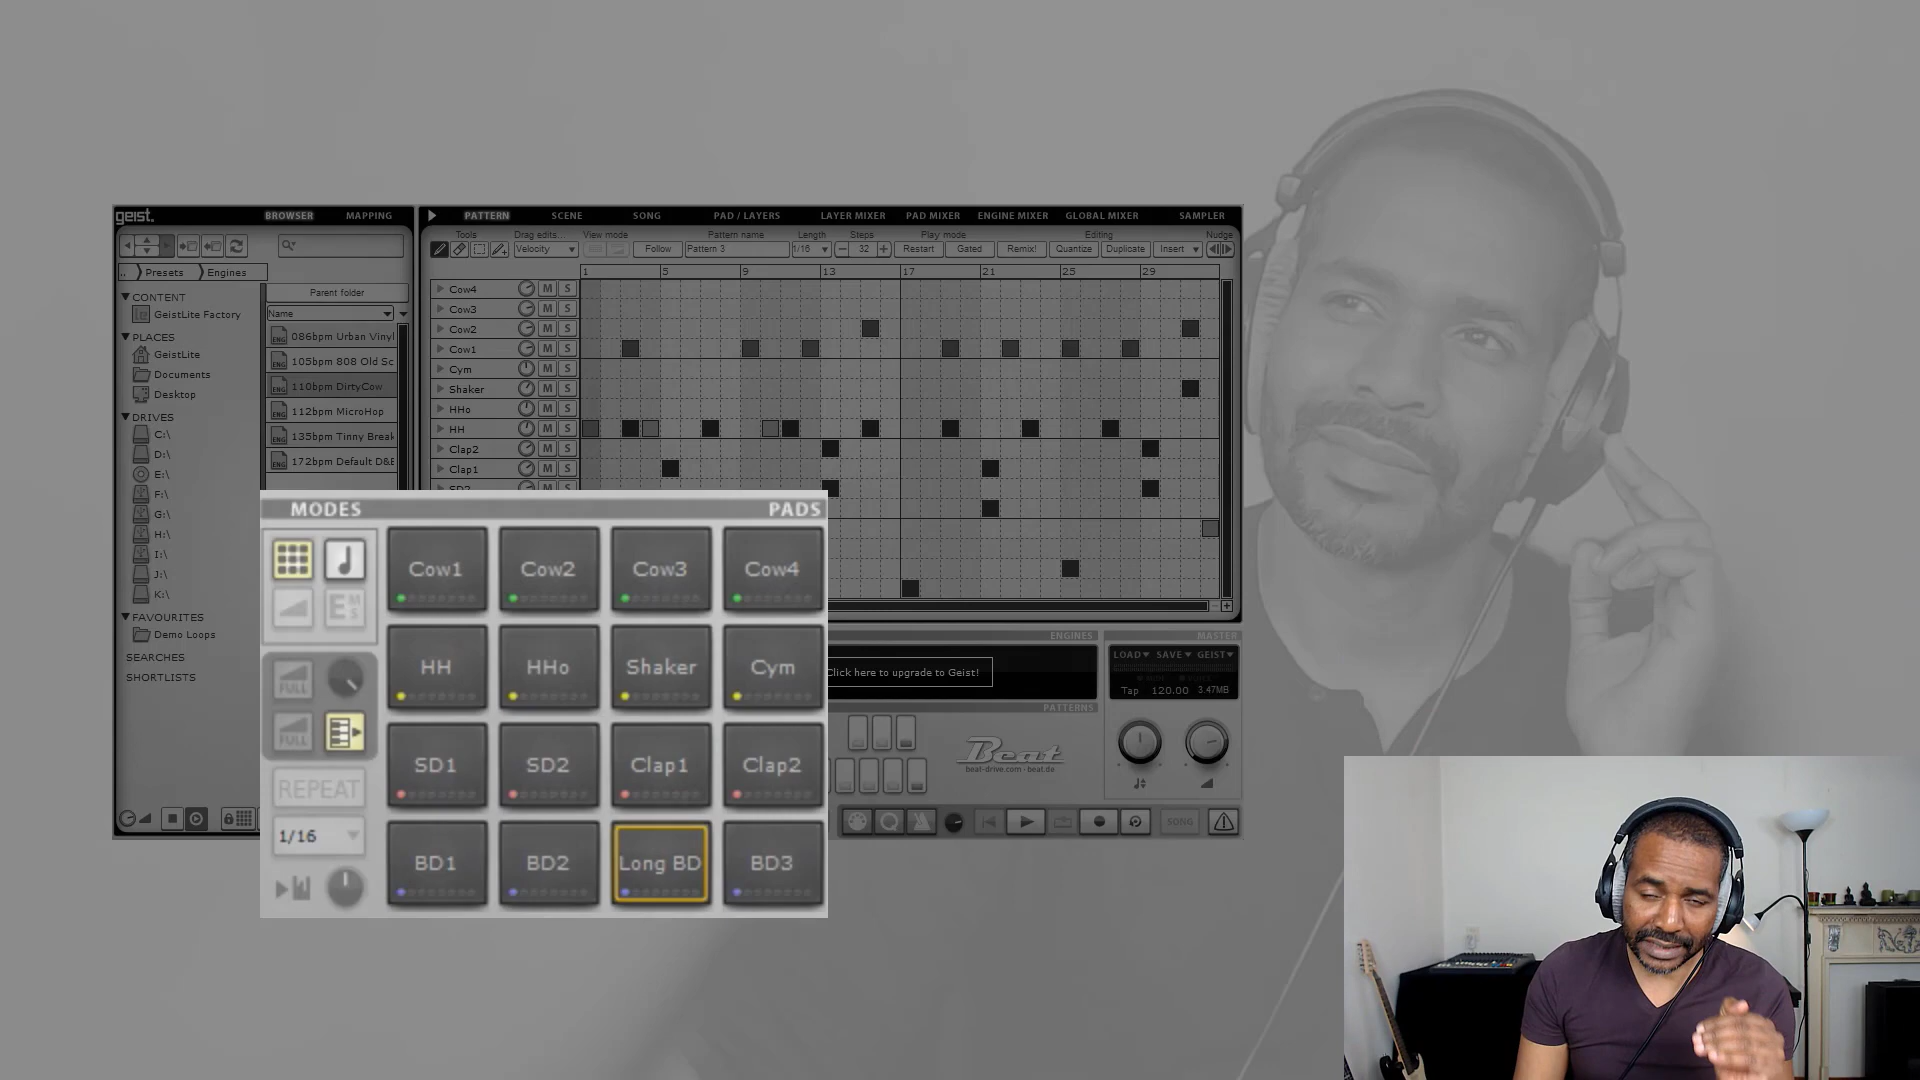 geist. BROWSER MAPPING
PATTERN SCENE SONG PAD / LAYERS LAYER MIXER PAD MIXER ENGINE MIXER GLOBAL MIXER SAMPLER
Tools Drag edits... View mode Pattern name Length Steps Play mode Editing Nudge
Velocity Follow Pattern 3 1/16 32 Restart Gated Remix! Quantize Duplicate Insert
.. Presets Engines
1 5 9 13 17 21 25 29
CONTENT
GeistLite Factory
PLACES
GeistLite
Documents
Desktop
DRIVES
C:\
D:\
E:\
F:\
G:\
H:\
I:\
J:\
K:\
FAVOURITES
Demo Loops
SEARCHES
SHORTLISTS
Parent folder
Name
ENG 086bpm Urban Vinyl
ENG 105bpm 808 Old Sc
ENG 110bpm DirtyCow
ENG 112bpm MicroHop
ENG 135bpm Tinny Break
ENG 172bpm Default D&B
Cow4 M S
Cow3 M S
Cow2 M S
Cow1 M S
Cym M S
Shaker M S
HHo M S
HH M S
Clap2 M S
Clap1 M S
SD2
MODES PADS
Cow1 Cow2 Cow3 Cow4
E M S
HH HHo Shaker Cym
FULL
FULL
SD1 SD2 Clap1 Clap2
REPEAT
1/16
BD1 BD2 Long BD BD3
ENGINES MASTER
Click here to upgrade to Geist!
LOAD SAVE GEIST
Tap 120.00 3.47MB
PATTERNS
Beat
beat-drive.com · beat.de
SONG